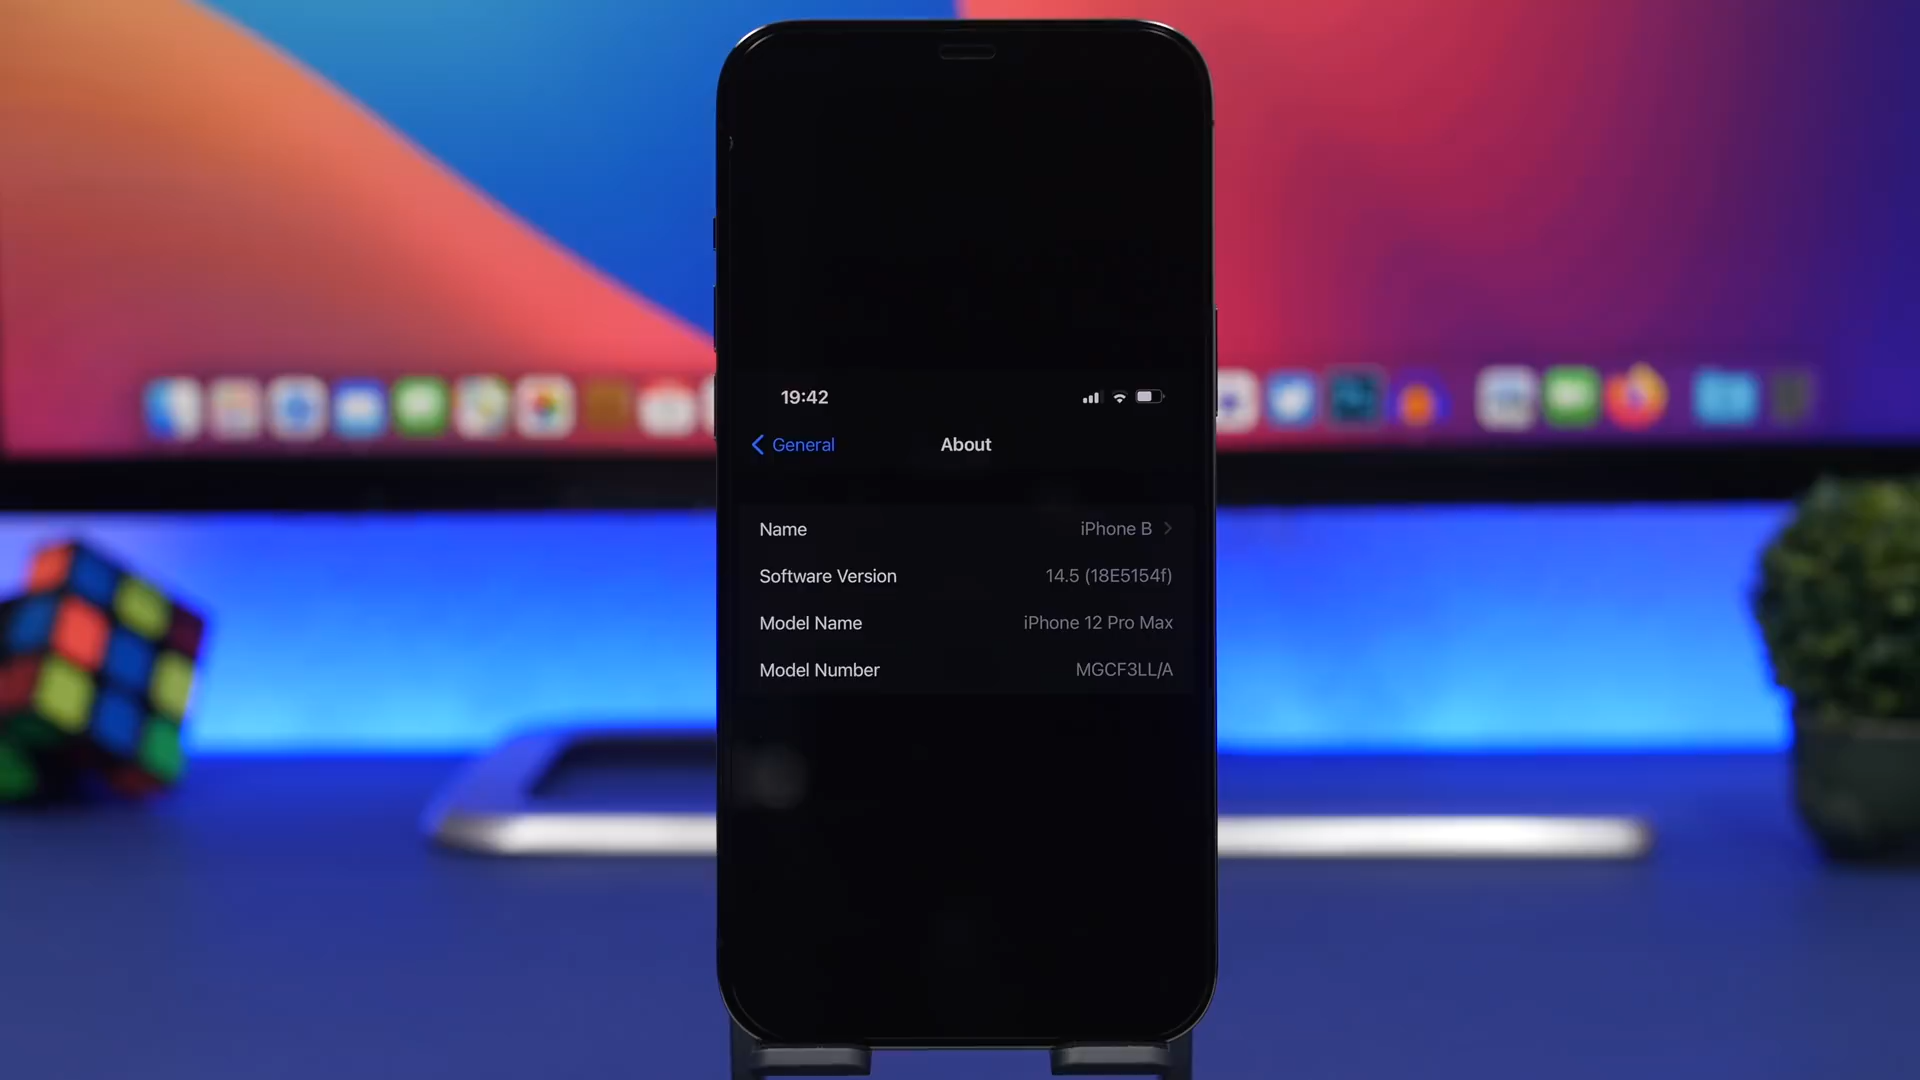 19:42
General
About
Name
iPhone B
Software Version
14.5 (18E5154f)
Model Name
iPhone 12 Pro Max
Model Number
MGCF3LL/A